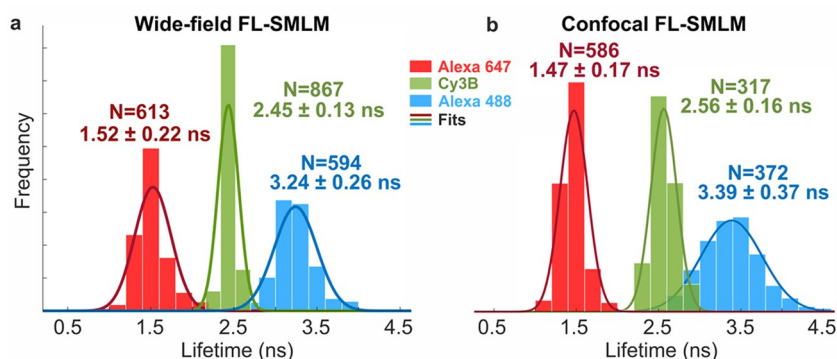 a
Wide-field FL-SMLM
Frequency
N=613
1.52 ± 0.22 ns
N=867
2.45 ± 0.13 ns
N=594
3.24 ± 0.26 ns
0.5 1.5 2.5 3.5 4.5
Lifetime (ns)
Alexa 647
Cy3B
Alexa 488
Fits
b
Confocal FL-SMLM
N=586
1.47 ± 0.17 ns
N=317
2.56 ± 0.16 ns
N=372
3.39 ± 0.37 ns
0.5 1.5 2.5 3.5 4.5
Lifetime (ns)